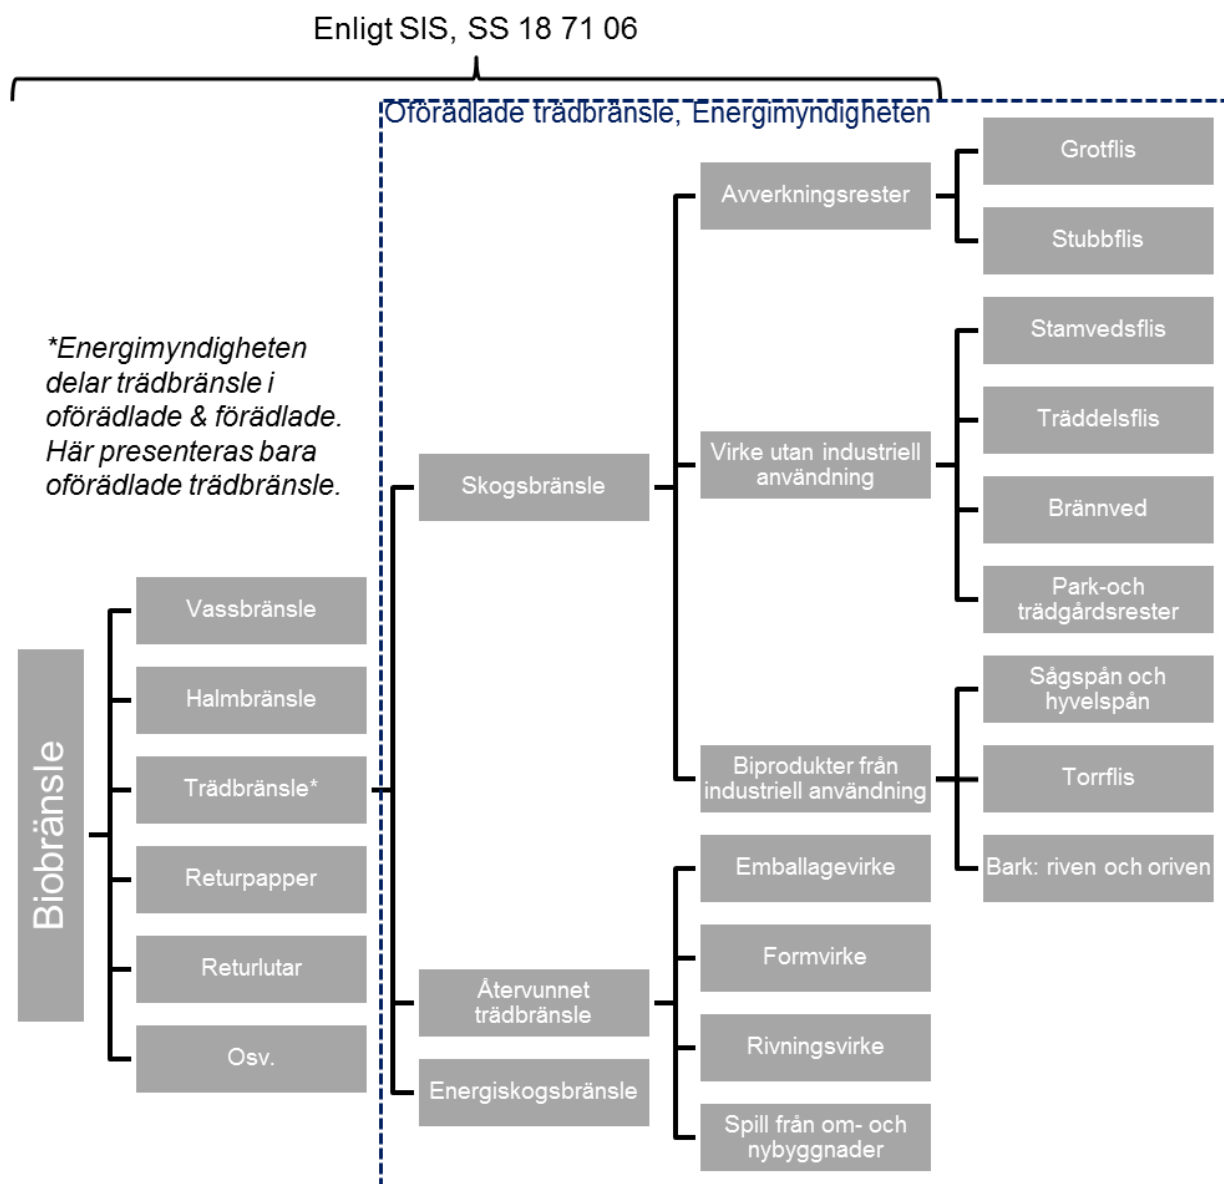 Enligt SIS, SS 18 71 06
Oförädlade trädbränsle, Energimyndigheten
*Energimyndigheten
delar trädbränsle i
oförädlade & förädlade.
Här presenteras bara
oförädlade trädbränsle.
Biobränsle
Vassbränsle
Halmbränsle
Trädbränsle*
Returpapper
Returlutar
Osv.
Skogsbränsle
Återvunnet
trädbränsle
Energiskogsbränsle
Avverkningsrester
Virke utan industriell
användning
Biprodukter från
industriell användning
Emballagevirke
Formvirke
Rivningsvirke
Spill från om- och
nybyggnader
Grotflis
Stubbflis
Stamvedsflis
Träddelsflis
Brännved
Park-och
trädgårdsrester
Sågspån och
hyvelspån
Torrflis
Bark: riven och oriven